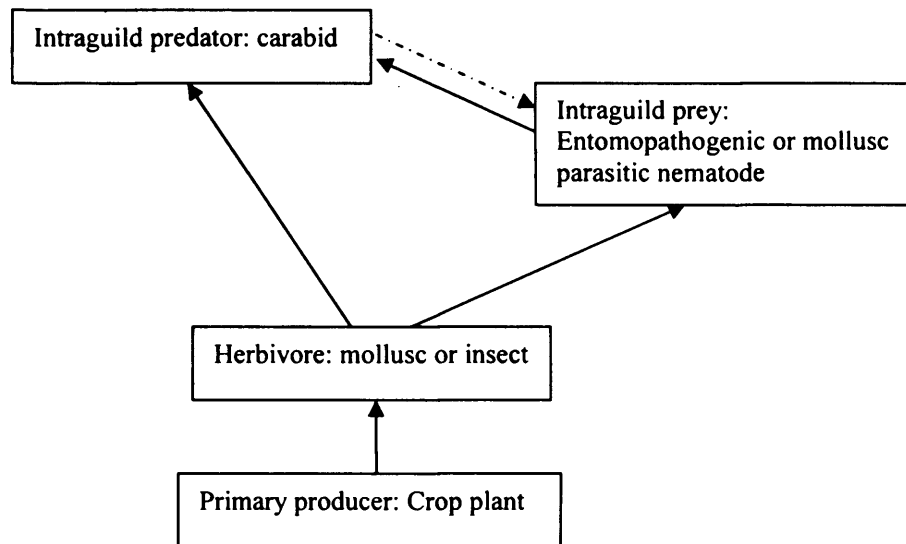 Intraguild predator: carabid
Intraguild prey:
Entomopathogenic or mollusc
parasitic nematode
Herbivore: mollusc or insect
Primary producer: Crop plant